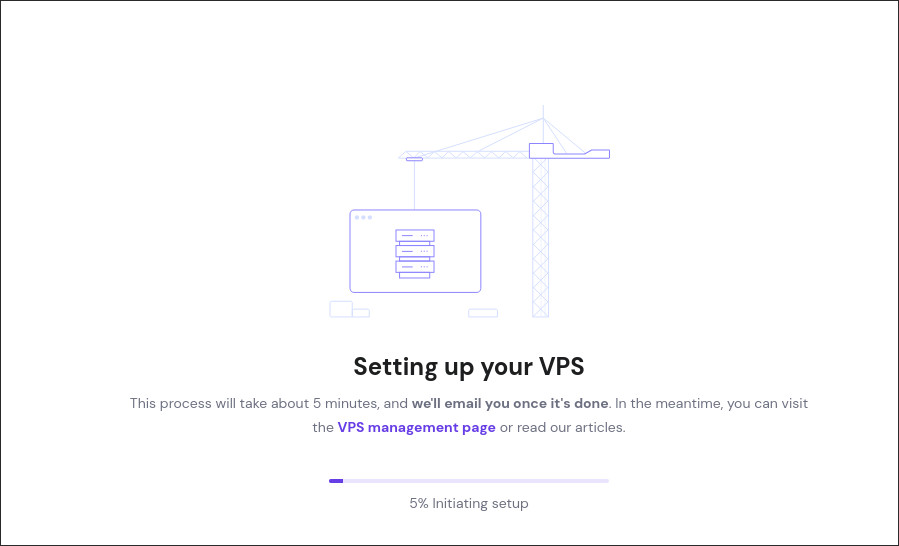 Setting up your VPS
This process will take about 5 minutes, and we'll email you once it's done. In the meantime, you can visit
the VPS management page or read our articles.
5% Initiating setup